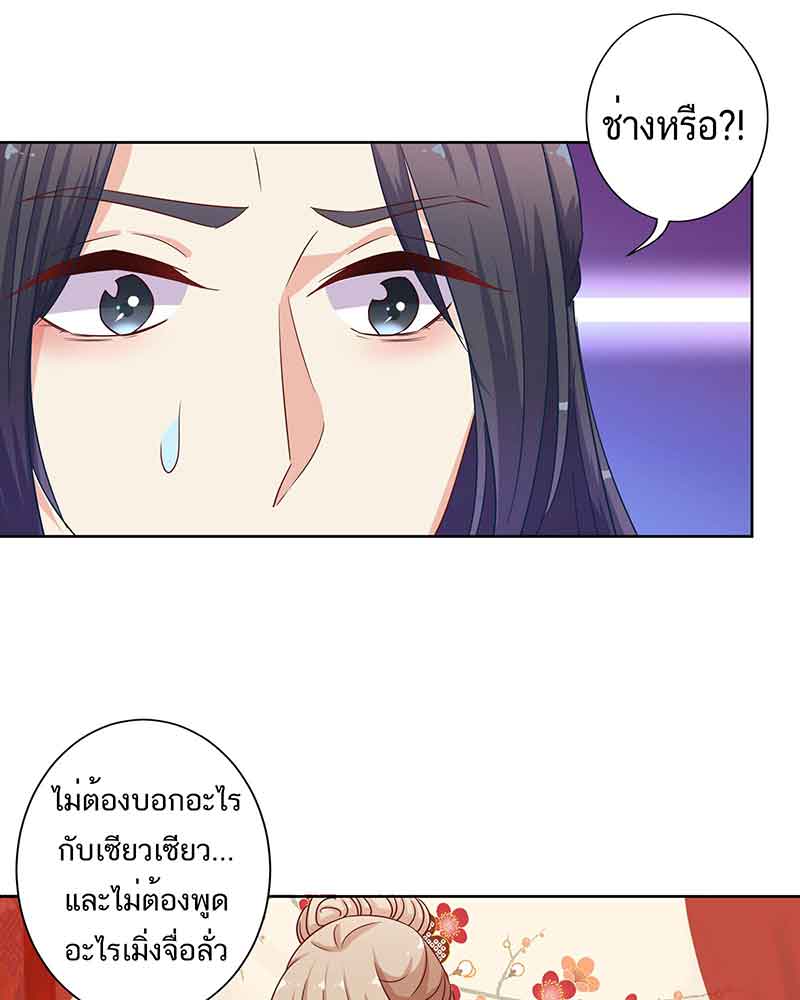 ช่างหรือ?!
ไม่ต้องบอกอะไร
กับเซียวเซียว...
และไม่ต้องพูด
อะไรเมิ่งจื่อลั่ว